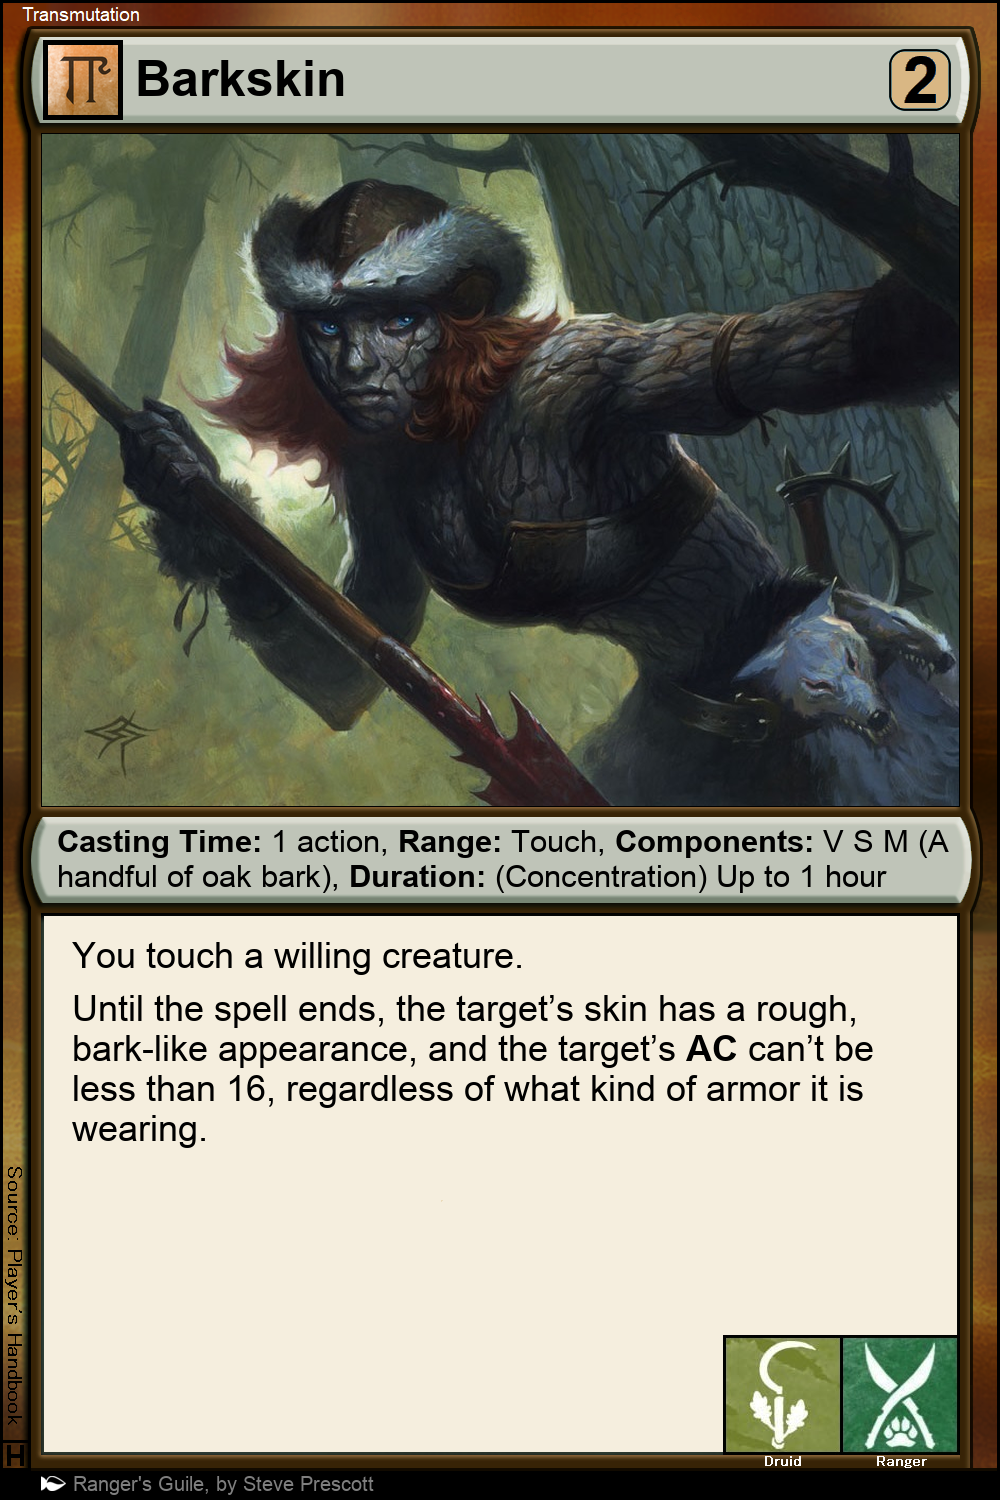 Transmutation
Barkskin
2
Casting Time: 1 action, Range: Touch, Components: V S M (A
handful of oak bark), Duration: (Concentration) Up to 1 hour
You touch a willing creature.
Until the spell ends, the target’s skin has a rough,
bark-like appearance, and the target’s AC can’t be
less than 16, regardless of what kind of armor it is
wearing.
Source: Player's Handbook
H
Druid
Ranger
Ranger's Guile, by Steve Prescott